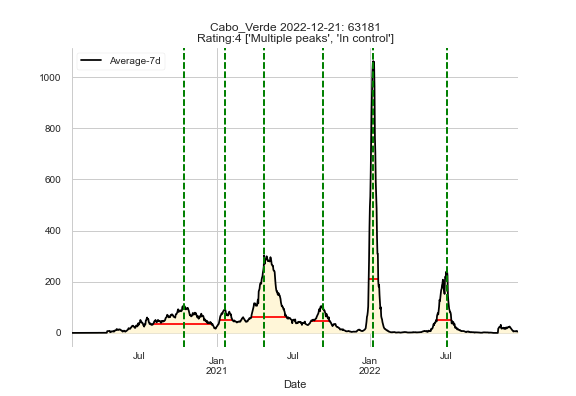 Cabo_Verde 2022-12-21: 63181
Rating:4 ['Multiple peaks', 'In control']
Average-7d
1000
800
600
400
200
0
Jul
Jan
2021
Jul
Jan
2022
Jul
Date